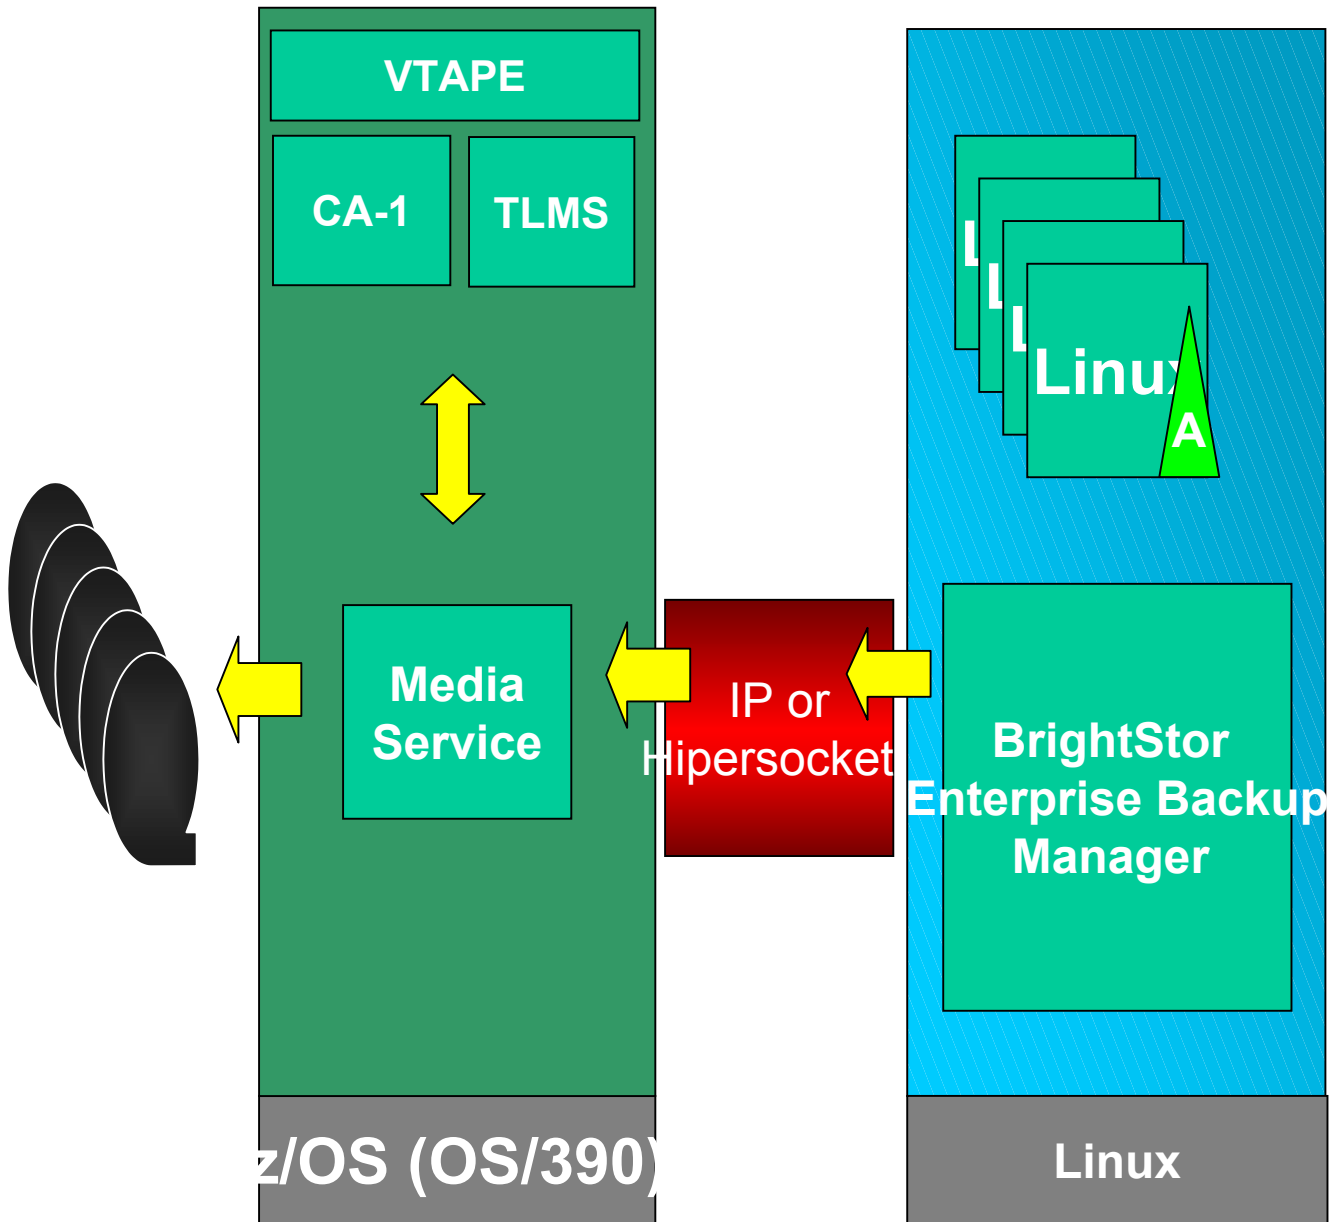 VTAPE
CA-1
TLMS
Media
Service
z/OS (OS/390)
IP or
Hipersocket
L
L
L
Linux
A
BrightStor
Enterprise Backup
Manager
Linux